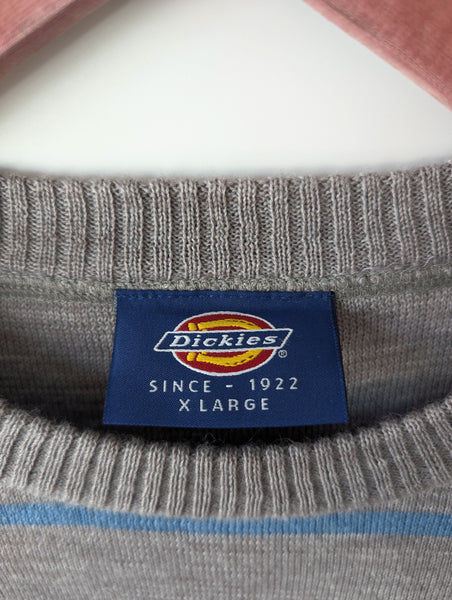 Dickies ®
SINCE - 1922
X LARGE